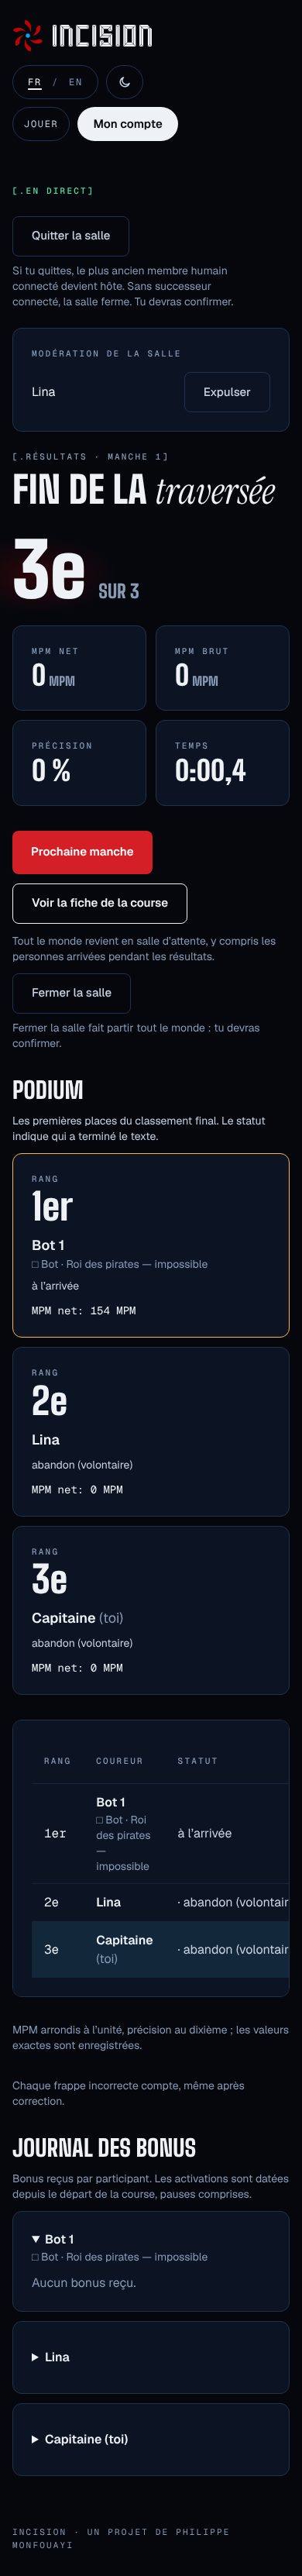 INCISION
FR / EN
JOUER
Mon compte
[.EN DIRECT]
Quitter la salle
Si tu quittes, le plus ancien membre humain
connecté devient hôte. Sans successeur
connecté, la salle ferme. Tu devras confirmer.
MODÉRATION DE LA SALLE
Lina
Expulser
[.RÉSULTATS · MANCHE 1]
FIN DE LA traversée
3e SUR 3
MPM NET
0 MPM
MPM BRUT
0 MPM
PRÉCISION
0 %
TEMPS
0:00,4
Prochaine manche
Voir la fiche de la course
Tout le monde revient en salle d’attente, y compris les
personnes arrivées pendant les résultats.
Fermer la salle
Fermer la salle fait partir tout le monde : tu devras
confirmer.
PODIUM
Les premières places du classement final. Le statut
indique qui a terminé le texte.
RANG
1er
Bot 1
□ Bot · Roi des pirates — impossible
à l’arrivée
MPM net: 154 MPM
RANG
2e
Lina
abandon (volontaire)
MPM net: 0 MPM
RANG
3e
Capitaine (toi)
abandon (volontaire)
MPM net: 0 MPM
RANG COUREUR STATUT
1er
Bot 1
□ Bot · Roi
des pirates
—
impossible
à l’arrivée
2e Lina · abandon (volontair
3e Capitaine
(toi)
· abandon (volontair
MPM arrondis à l’unité, précision au dixième ; les valeurs
exactes sont enregistrées.
Chaque frappe incorrecte compte, même après
correction.
JOURNAL DES BONUS
Bonus reçus par participant. Les activations sont datées
depuis le départ de la course, pauses comprises.
▼ Bot 1
□ Bot · Roi des pirates — impossible
Aucun bonus reçu.
▶ Lina
▶ Capitaine (toi)
INCISION · UN PROJET DE PHILIPPE
MONFOUAYI